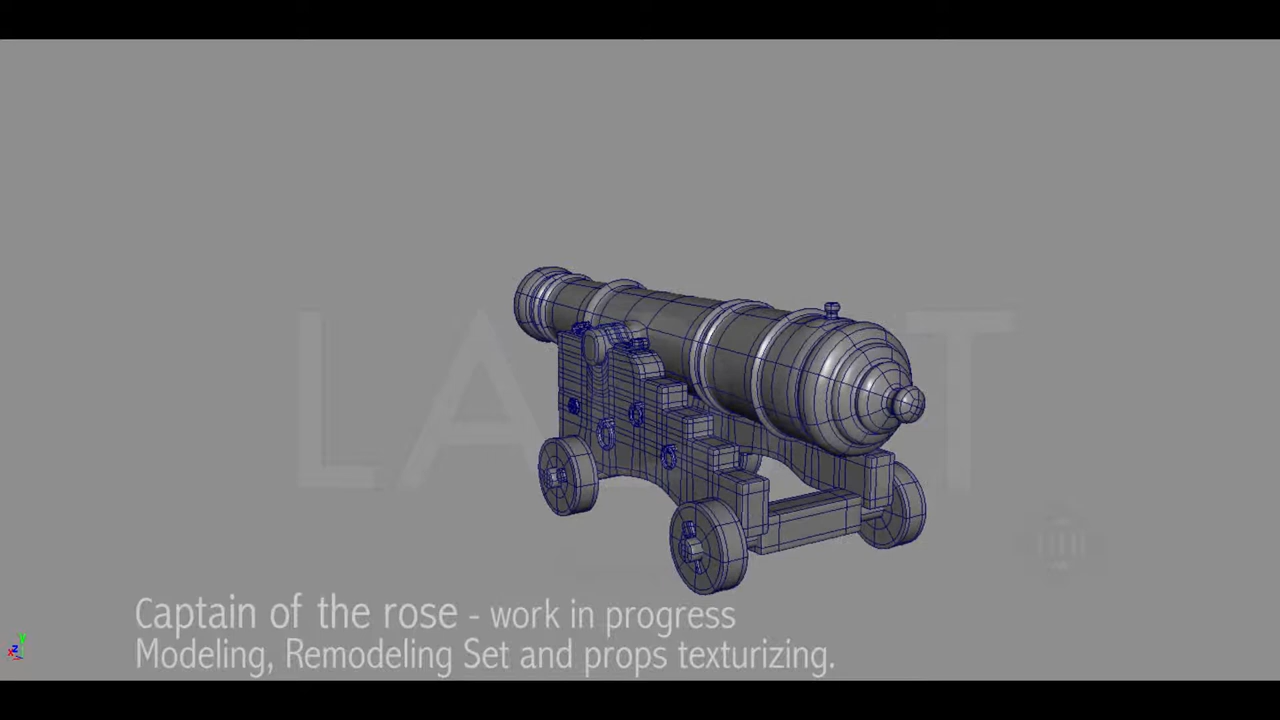 Captain of the rose - work in progress
Modeling, Remodeling Set and props texturizing.